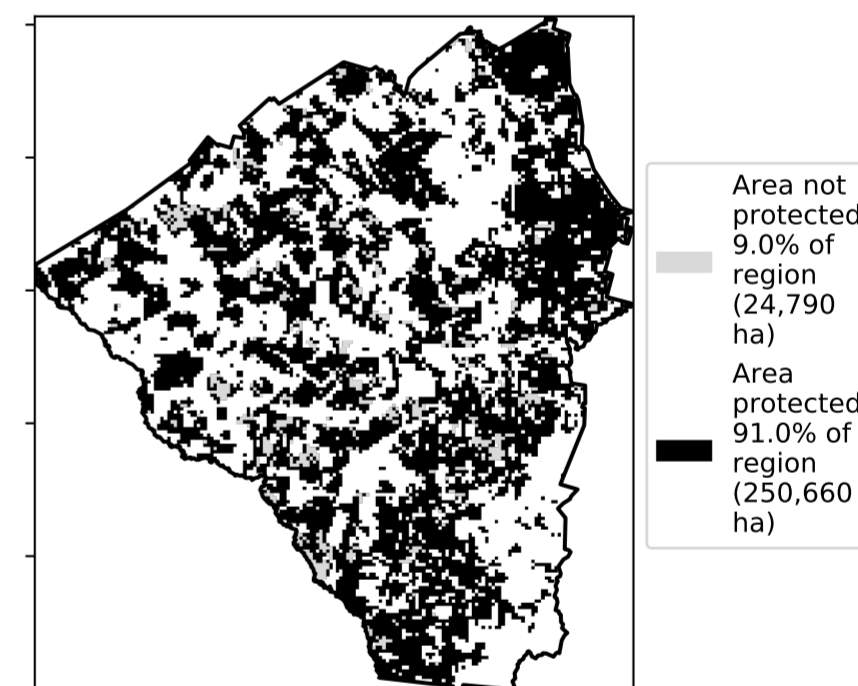 Area not
protected
9.0% of
region
(24,790
ha)
Area
protected
91.0% of
region
(250,660
ha)